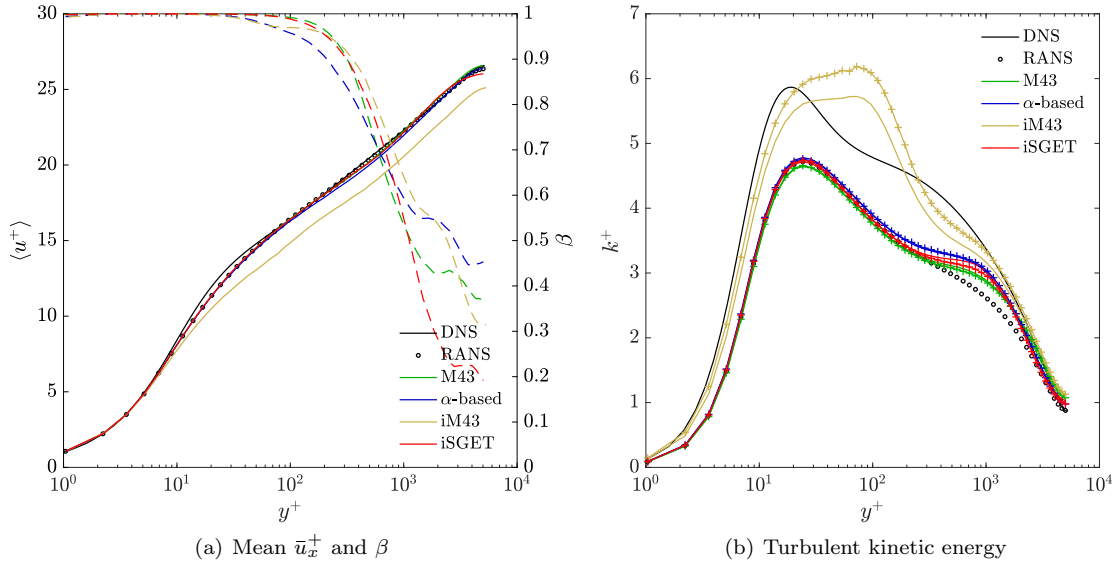 30
25
20
15
10
5
0
⟨u⁺⟩
1
0.9
0.8
0.7
0.6
0.5
0.4
0.3
0.2
0.1
0
β
DNS
RANS
M43
α-based
iM43
iSGET
10⁰
10¹
10²
10³
10⁴
y⁺
(a) Mean ū⁺ₓ and β
7
6
5
4
3
2
1
0
k⁺
DNS
RANS
M43
α-based
iM43
iSGET
10⁰
10¹
10²
10³
10⁴
y⁺
(b) Turbulent kinetic energy